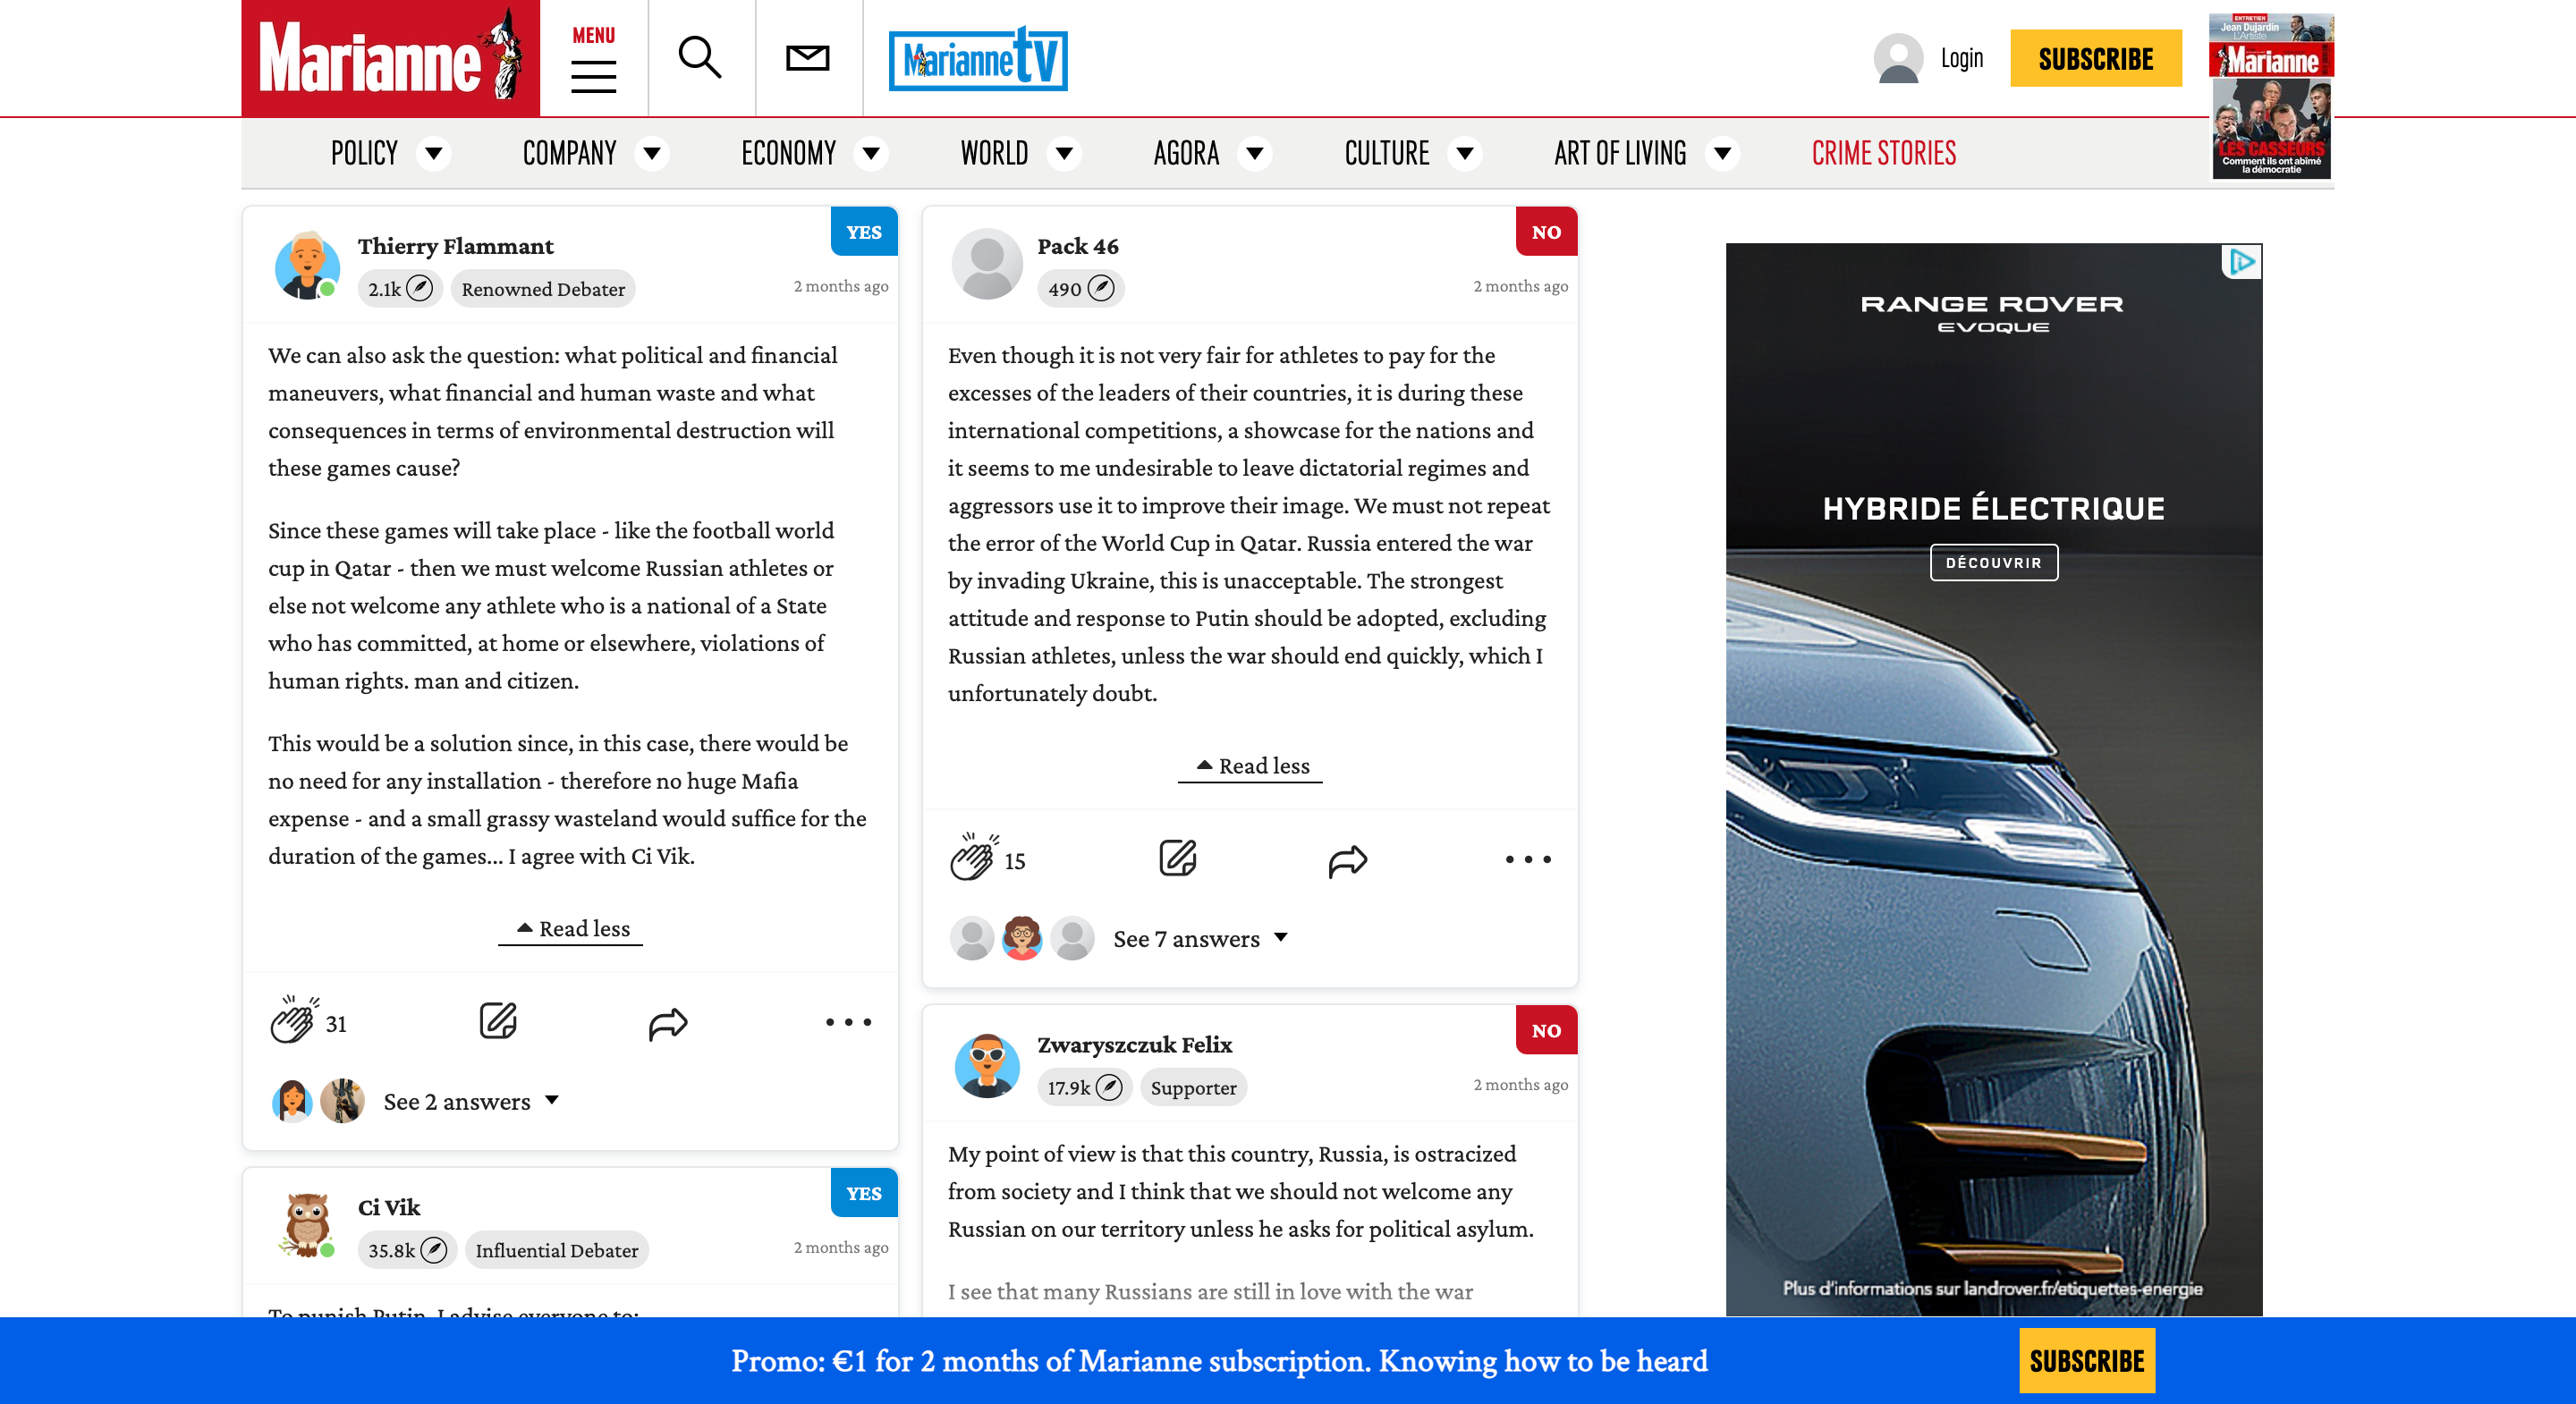 Marianne
MENU
MarianneTV
Login
SUBSCRIBE
ENTRETIEN
Jean Dujardin
L'Artiste
Marianne
LES CASSEURS
Comment ils ont abîmé
la démocratie
POLICY
COMPANY
ECONOMY
WORLD
AGORA
CULTURE
ART OF LIVING
CRIME STORIES
Thierry Flammant
YES
2.1k
Renowned Debater
2 months ago
We can also ask the question: what political and financial
maneuvers, what financial and human waste and what
consequences in terms of environmental destruction will
these games cause?
Since these games will take place - like the football world
cup in Qatar - then we must welcome Russian athletes or
else not welcome any athlete who is a national of a State
who has committed, at home or elsewhere, violations of
human rights. man and citizen.
This would be a solution since, in this case, there would be
no need for any installation - therefore no huge Mafia
expense - and a small grassy wasteland would suffice for the
duration of the games... I agree with Ci Vik.
Read less
31
See 2 answers
Ci Vik
YES
35.8k
Influential Debater
2 months ago
To punish Putin, I advise everyone to:
Pack 46
NO
490
2 months ago
Even though it is not very fair for athletes to pay for the
excesses of the leaders of their countries, it is during these
international competitions, a showcase for the nations and
it seems to me undesirable to leave dictatorial regimes and
aggressors use it to improve their image. We must not repeat
the error of the World Cup in Qatar. Russia entered the war
by invading Ukraine, this is unacceptable. The strongest
attitude and response to Putin should be adopted, excluding
Russian athletes, unless the war should end quickly, which I
unfortunately doubt.
Read less
15
See 7 answers
Zwaryszczuk Felix
NO
17.9k
Supporter
2 months ago
My point of view is that this country, Russia, is ostracized
from society and I think that we should not welcome any
Russian on our territory unless he asks for political asylum.
I see that many Russians are still in love with the war
RANGE ROVER
EVOQUE
HYBRIDE ÉLECTRIQUE
DÉCOUVRIR
Plus d'informations sur landrover.fr/etiquettes-energie
Promo: €1 for 2 months of Marianne subscription. Knowing how to be heard
SUBSCRIBE